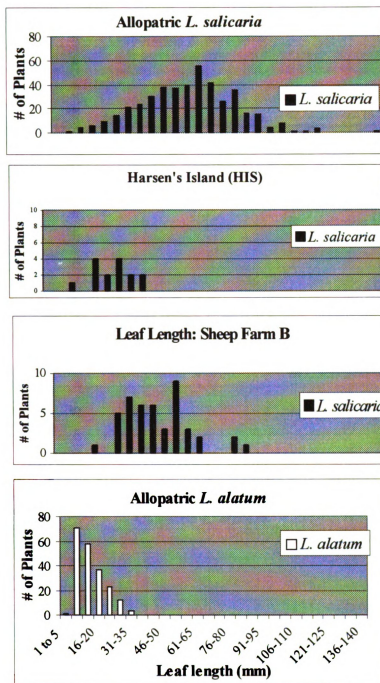 Allopatric L. salicaria
# of Plants
80
60
40
20
0
L. salicaria
Harsen's Island (HIS)
# of Plants
10
8
6
4
2
0
L. salicaria
Leaf Length: Sheep Farm B
# of Plants
10
5
0
L. salicaria
Allopatric L. alatum
# of Plants
80
60
40
20
0
L. alatum
1 to 5
16-20
31-35
46-50
61-65
76-80
91-95
106-110
121-125
136-140
Leaf length (mm)